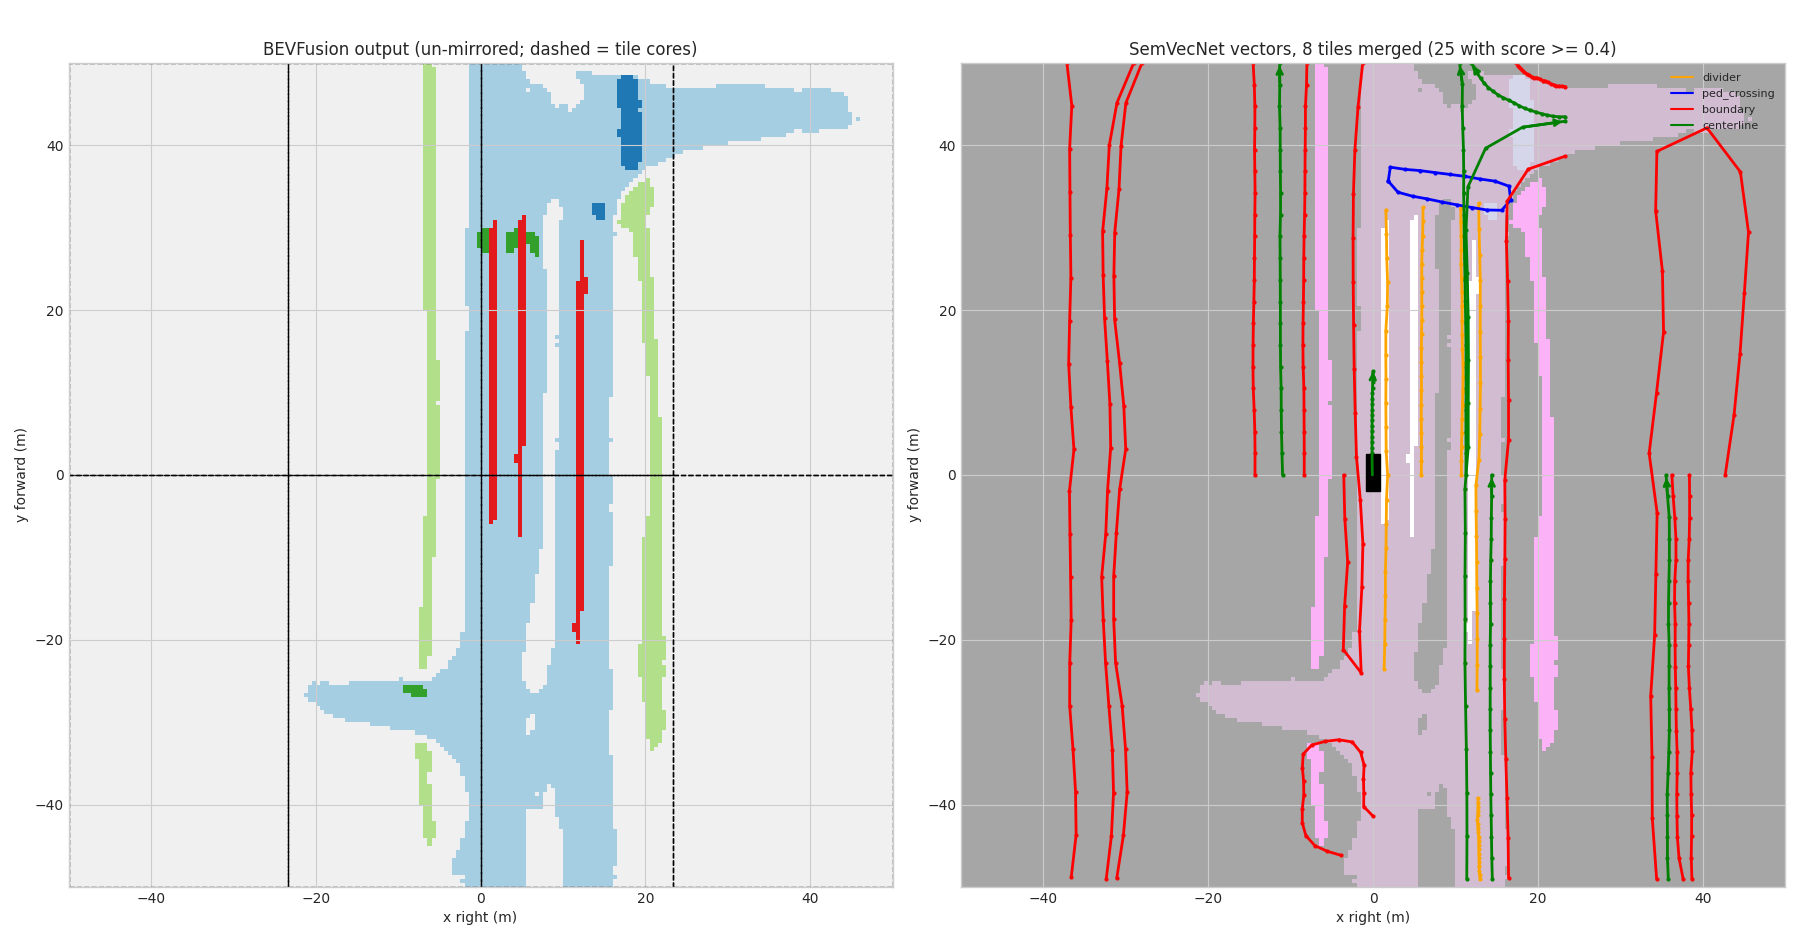 BEVFusion output (un-mirrored; dashed = tile cores)
y forward (m)
40
20
0
−20
−40
−40
−20
0
20
40
x right (m)
SemVecNet vectors, 8 tiles merged (25 with score >= 0.4)
divider
ped_crossing
boundary
centerline
y forward (m)
40
20
0
−20
−40
−40
−20
0
20
40
x right (m)